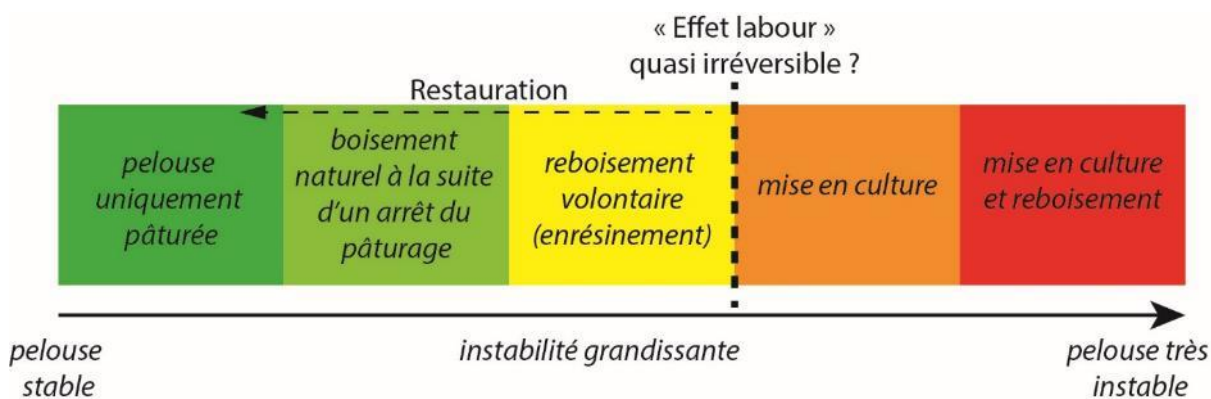 « Effet labour »
quasi irréversible ?
Restauration
pelouse
uniquement
pâturée
boisement
naturel à la suite
d'un arrêt du
pâturage
reboisement
volontaire
(enrésinement)
mise en culture
mise en culture
et reboisement
pelouse
stable
instabilité grandissante
pelouse très
instable